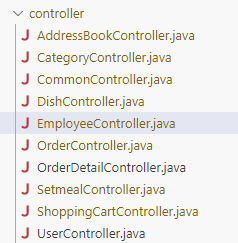 controller
AddressBookController.java
CategoryController.java
CommonController.java
DishController.java
EmployeeController.java
OrderController.java
OrderDetailController.java
SetmealController.java
ShoppingCartController.java
UserController.java